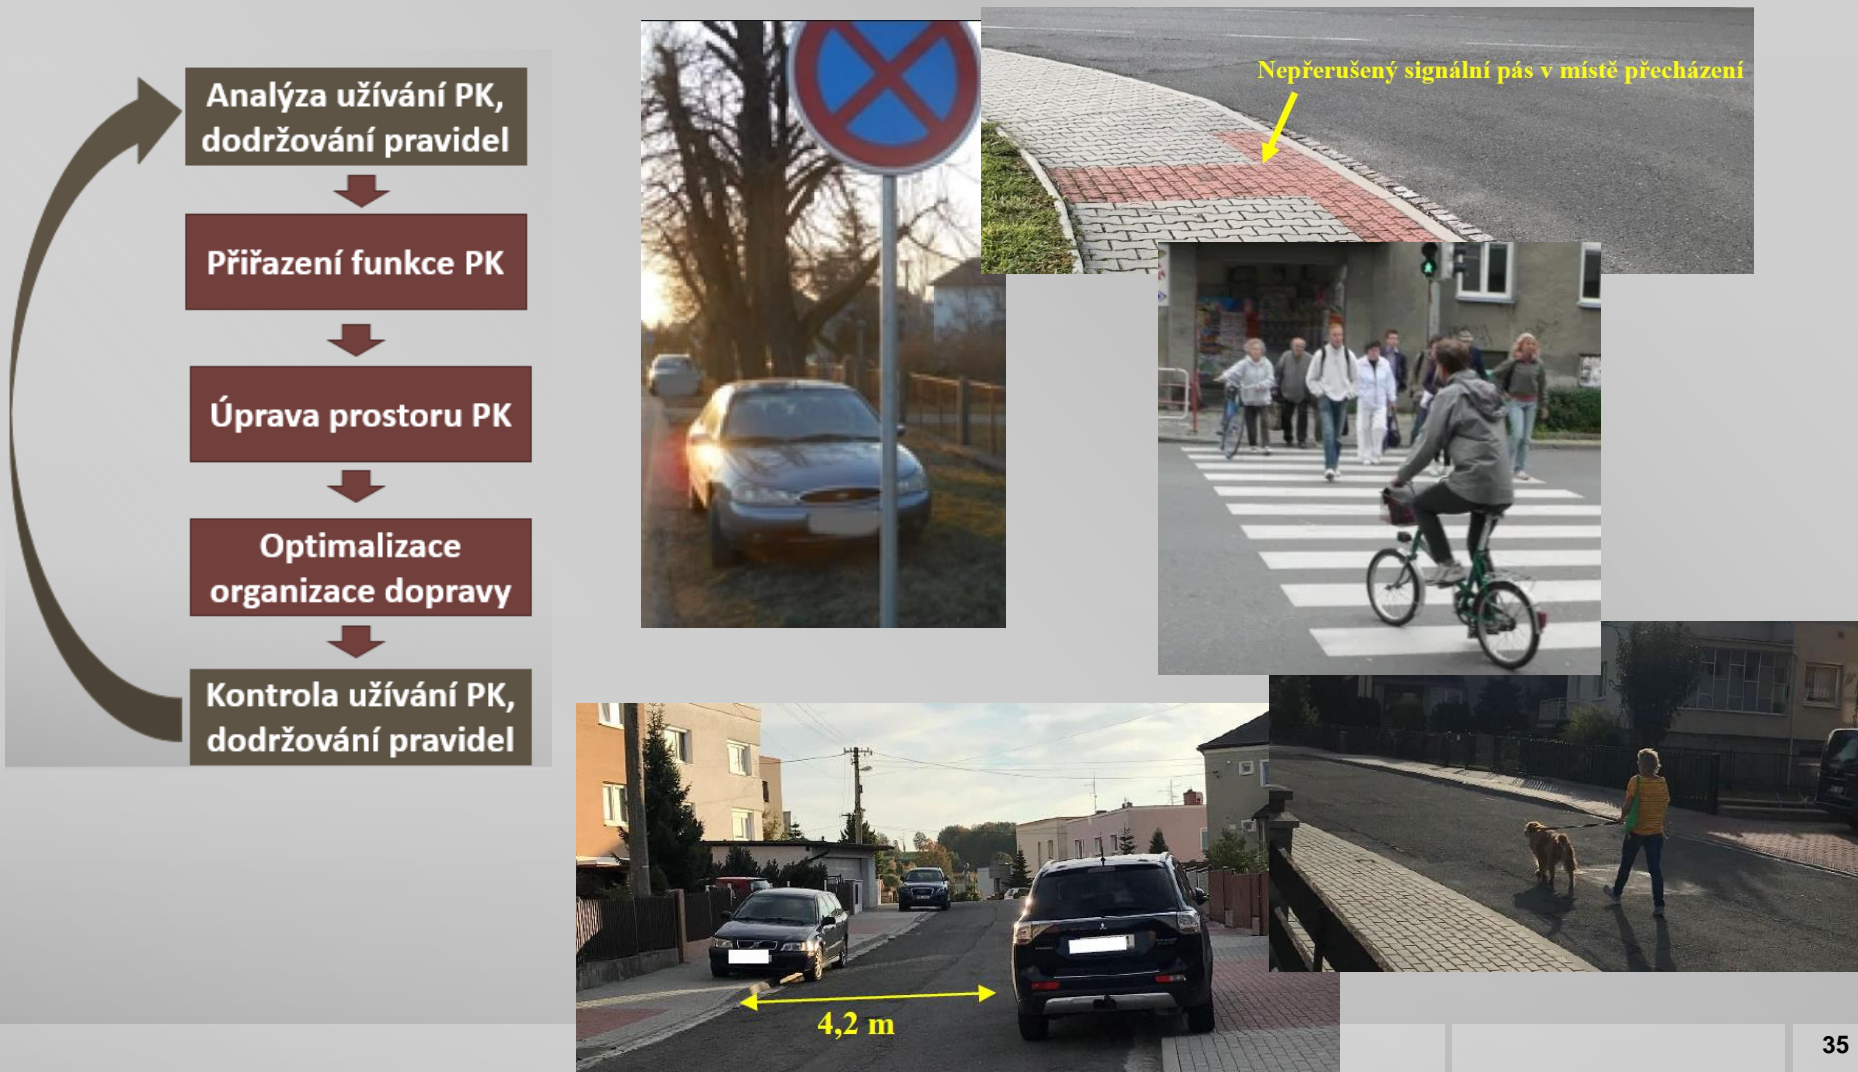 Analýza užívání PK,
dodržování pravidel
Přiřazení funkce PK
Úprava prostoru PK
Optimalizace
organizace dopravy
Kontrola užívání PK,
dodržování pravidel
Nepřerušený signální pás v místě přecházení
4,2 m
35